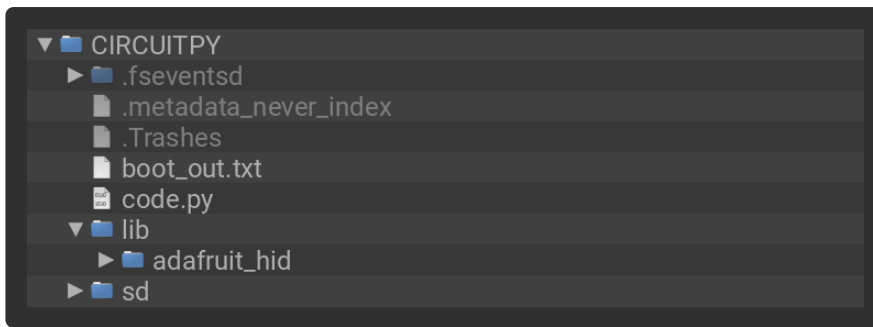 CIRCUITPY
.fseventsd
.metadata_never_index
.Trashes
boot_out.txt
code.py
lib
adafruit_hid
sd